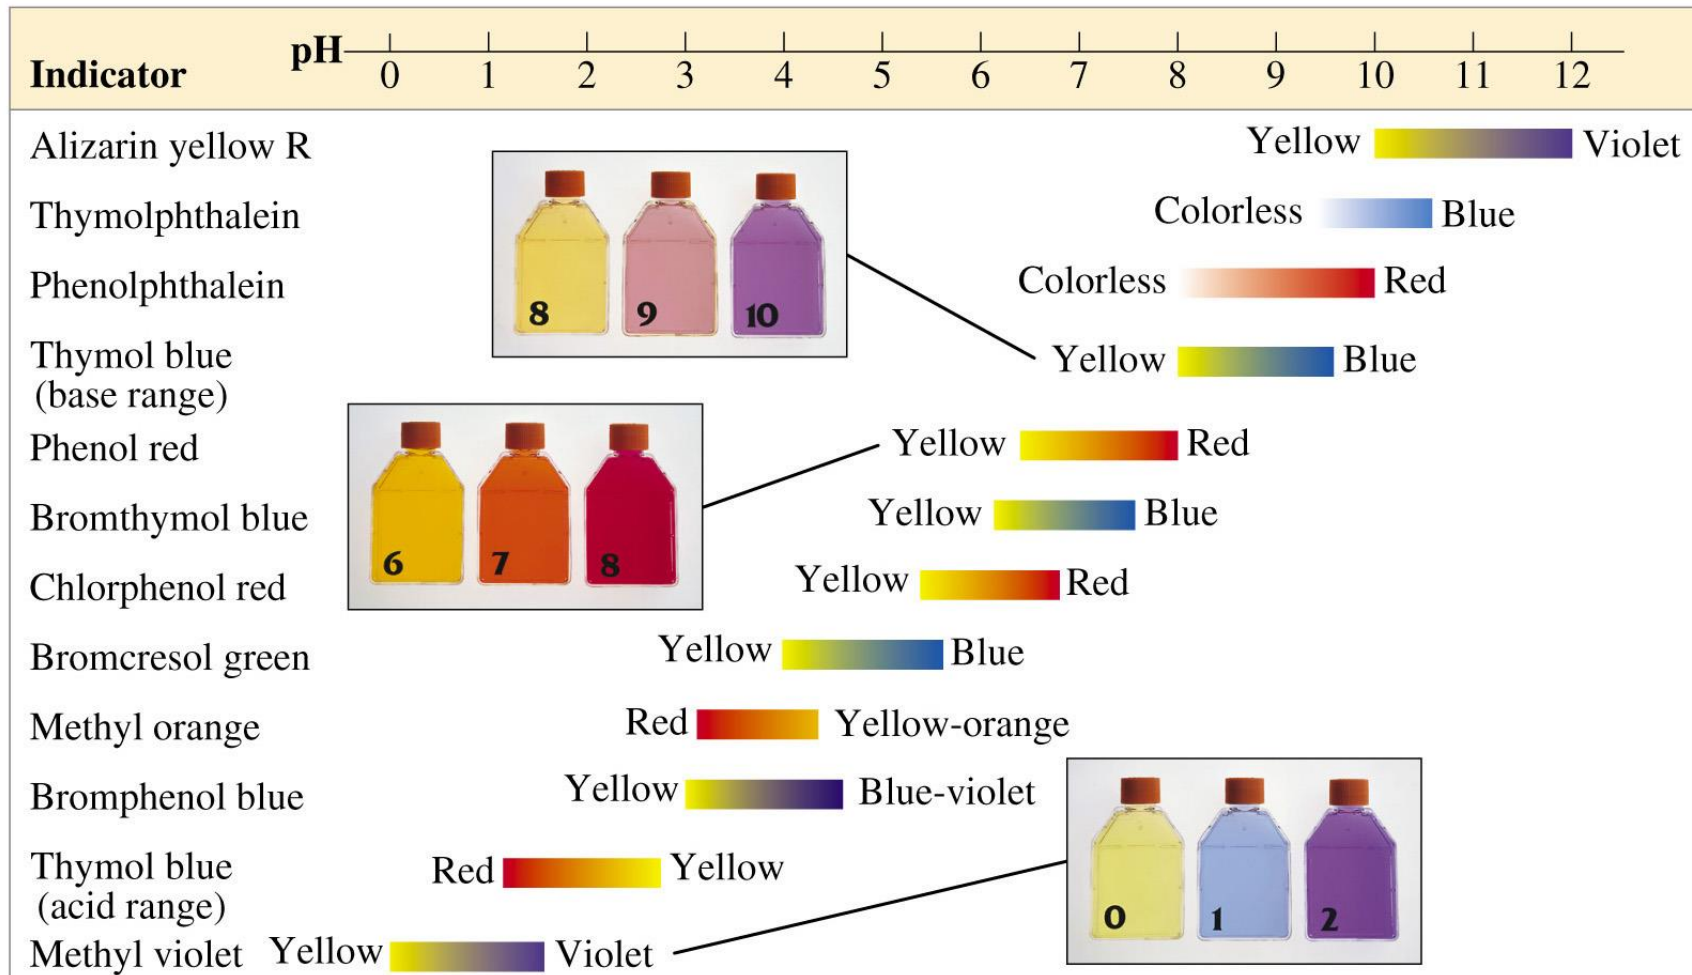 pH
0 1 2 3 4 5 6 7 8 9 10 11 12
Indicator
Alizarin yellow R Yellow Violet
Thymolphthalein Colorless Blue
Phenolphthalein Colorless Red
8 9 10
Thymol blue Yellow Blue
(base range)
Phenol red Yellow Red
Bromthymol blue Yellow Blue
6 7 8
Chlorphenol red Yellow Red
Bromcresol green Yellow Blue
Methyl orange Red Yellow-orange
Bromphenol blue Yellow Blue-violet
Thymol blue Red Yellow
(acid range)
0 1 2
Methyl violet Yellow Violet